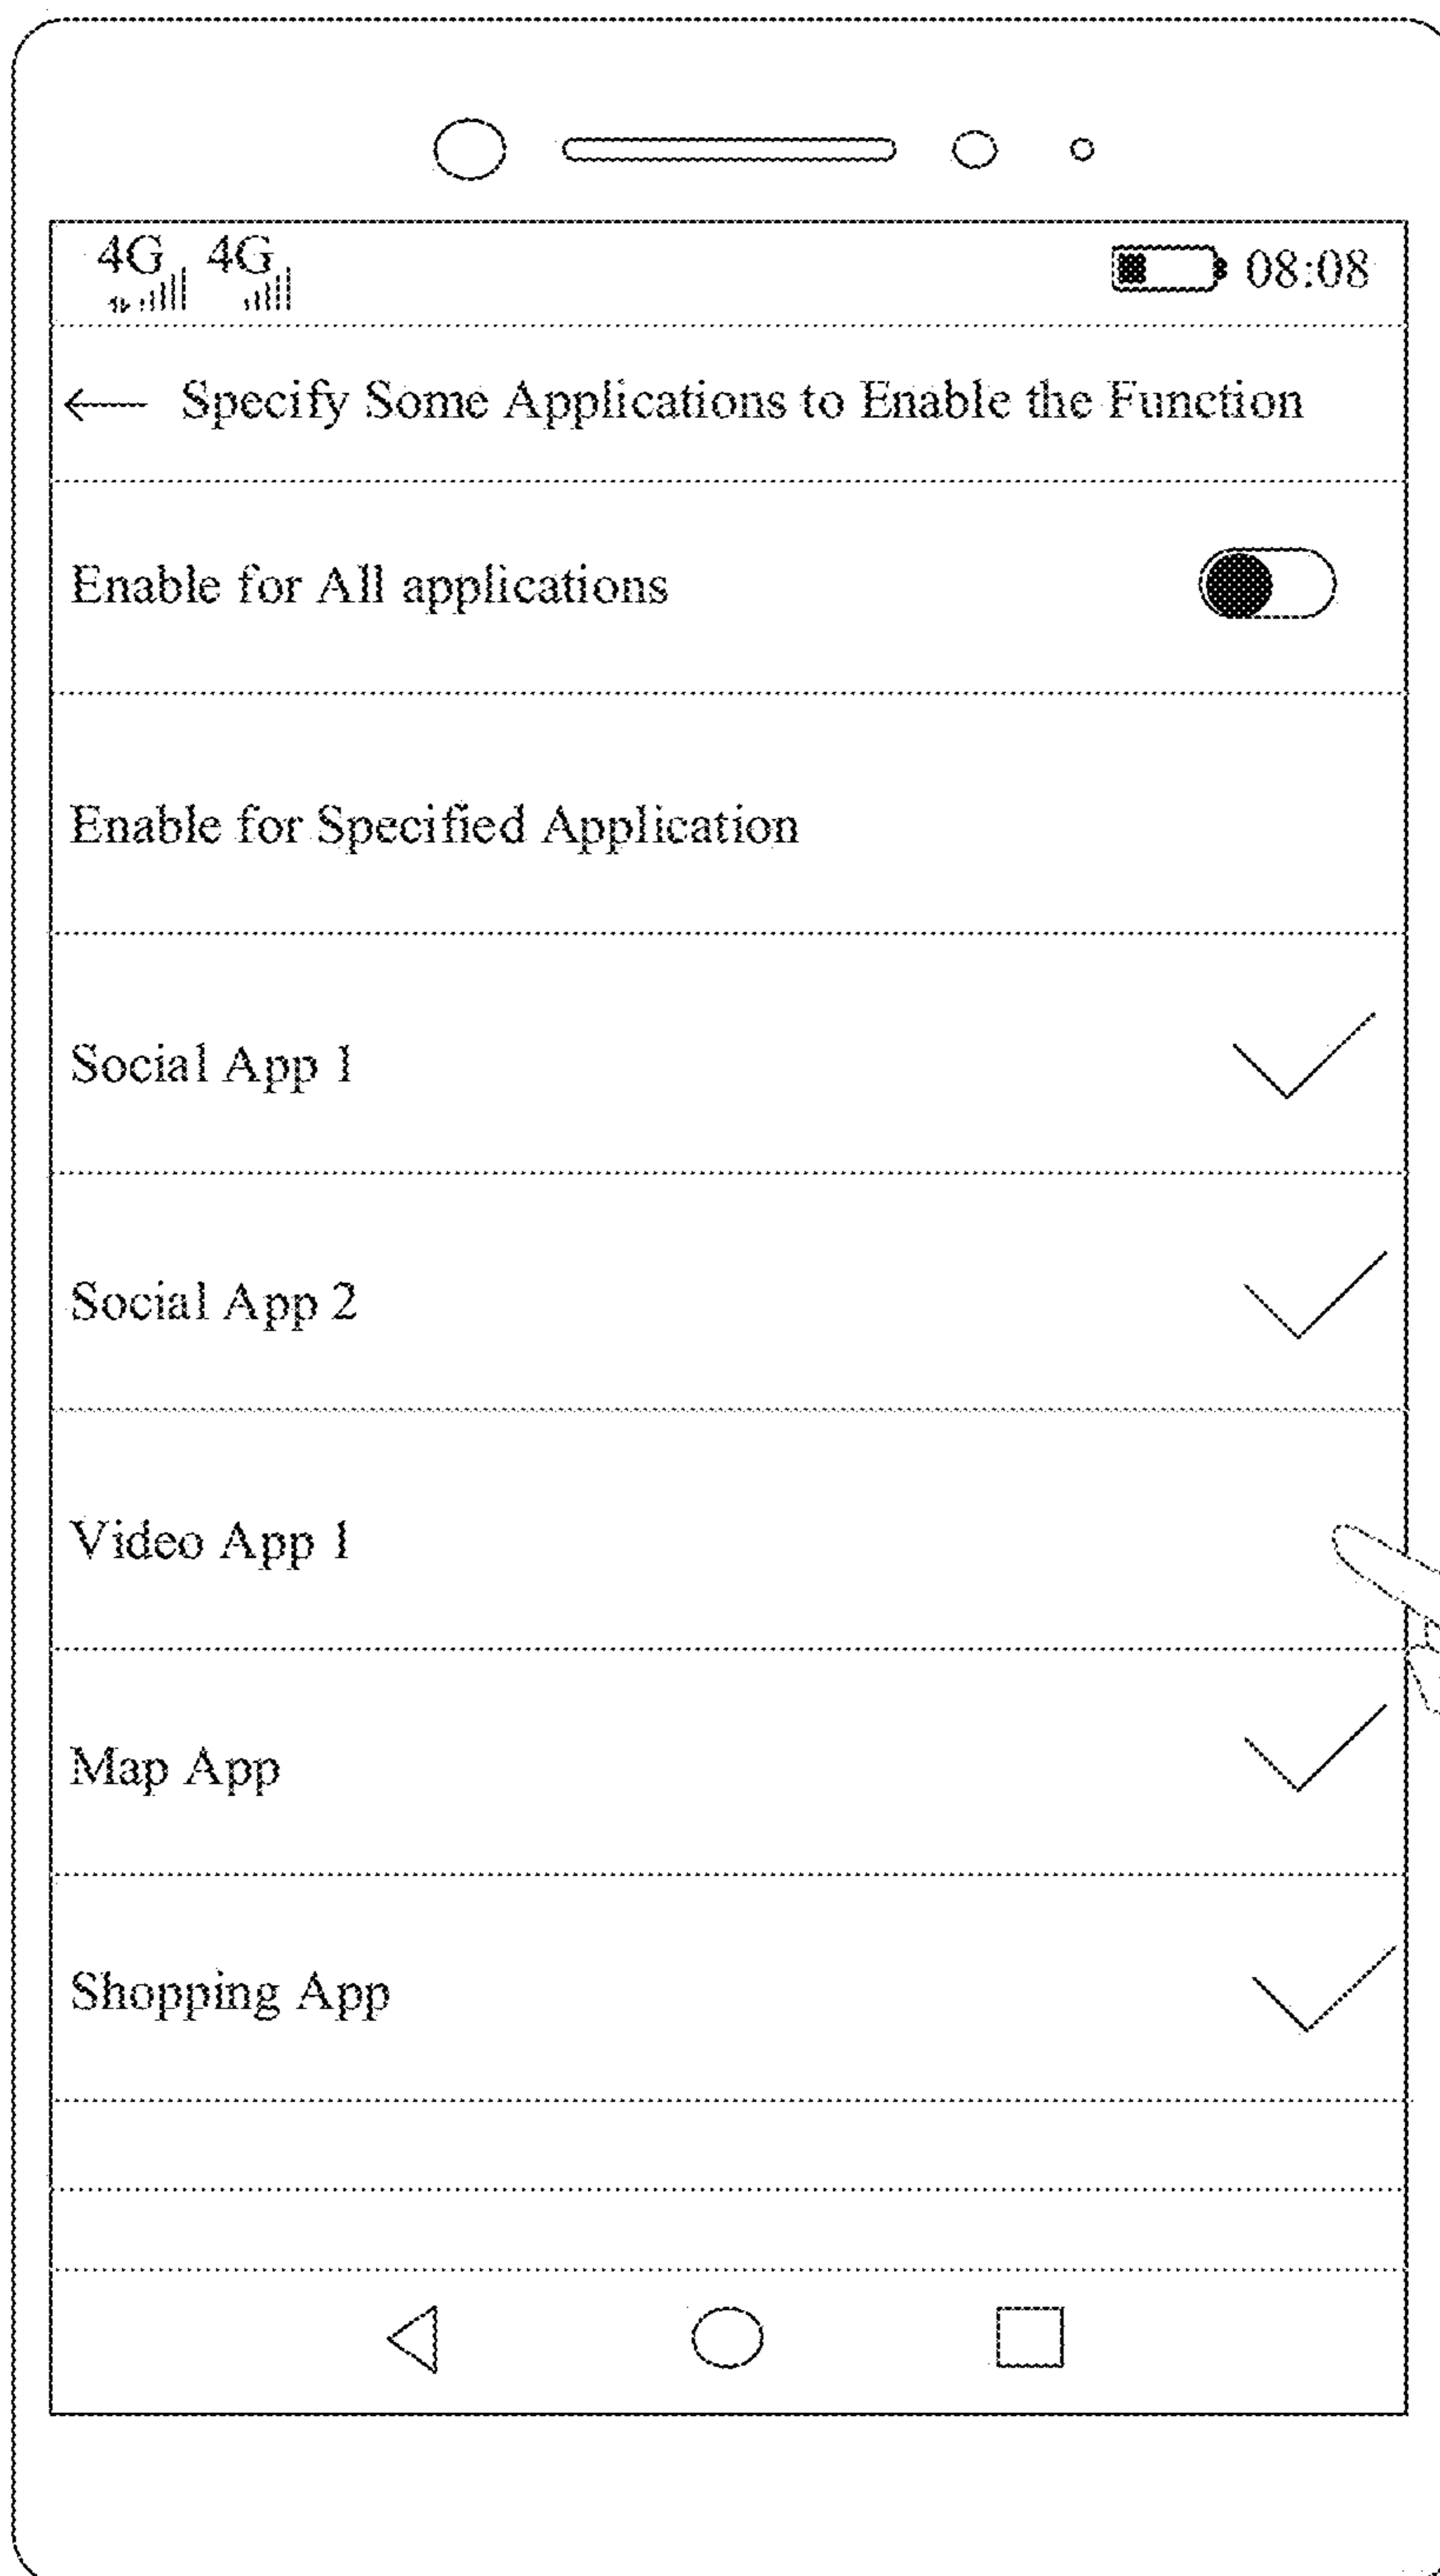 4G 4G 08:08
Specify Some Applications to Enable the Function
Enable for All applications
Enable for Specified Application
Social App 1
Social App 2
Video App 1
Map App
Shopping App